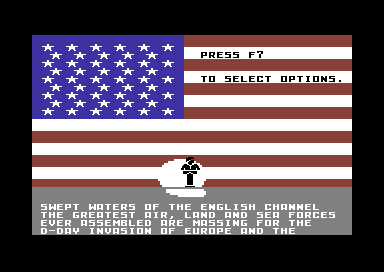 PRESS F7
TO SELECT OPTIONS.
SWEPT WATERS OF THE ENGLISH CHANNEL
THE GREATEST AIR, LAND AND SEA FORCES
EVER ASSEMBLED ARE MASSING FOR THE
D-DAY INVASION OF EUROPE AND THE